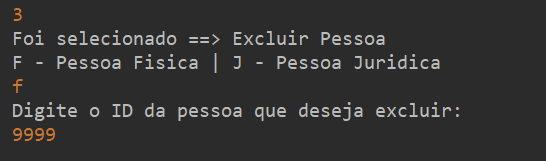 3
Foi selecionado ==> Excluir Pessoa
F - Pessoa Fisica | J - Pessoa Juridica
f
Digite o ID da pessoa que deseja excluir:
9999